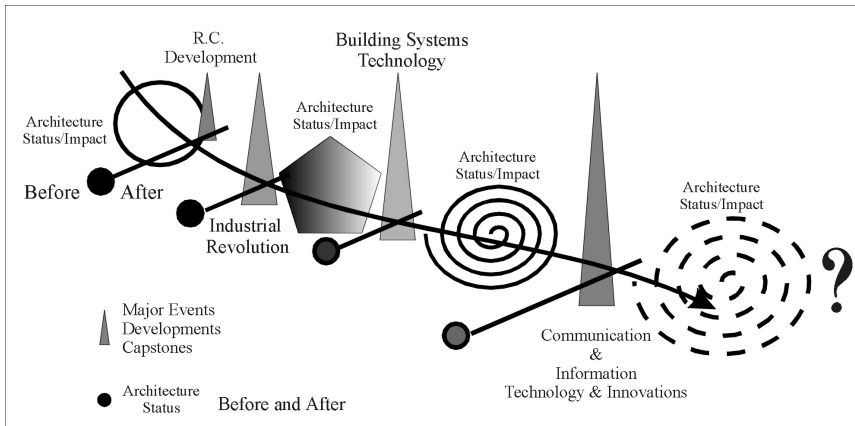 R.C.
Development
Building Systems
Technology
Architecture
Status/Impact
Architecture
Status/Impact
Architecture
Status/Impact
Architecture
Status/Impact
Before
After
Industrial
Revolution
?
Major Events
Developments
Capstones
Communication
&
Information
Technology & Innovations
Architecture
Status
Before and After